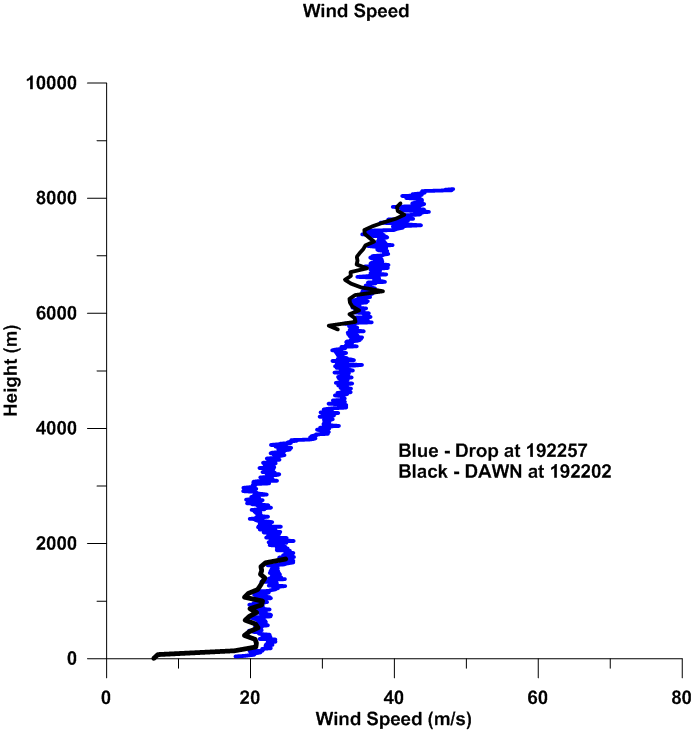 Wind Speed
10000
8000
6000
4000
2000
0
Height (m)
Blue - Drop at 192257
Black - DAWN at 192202
0 20 40 60 80
Wind Speed (m/s)